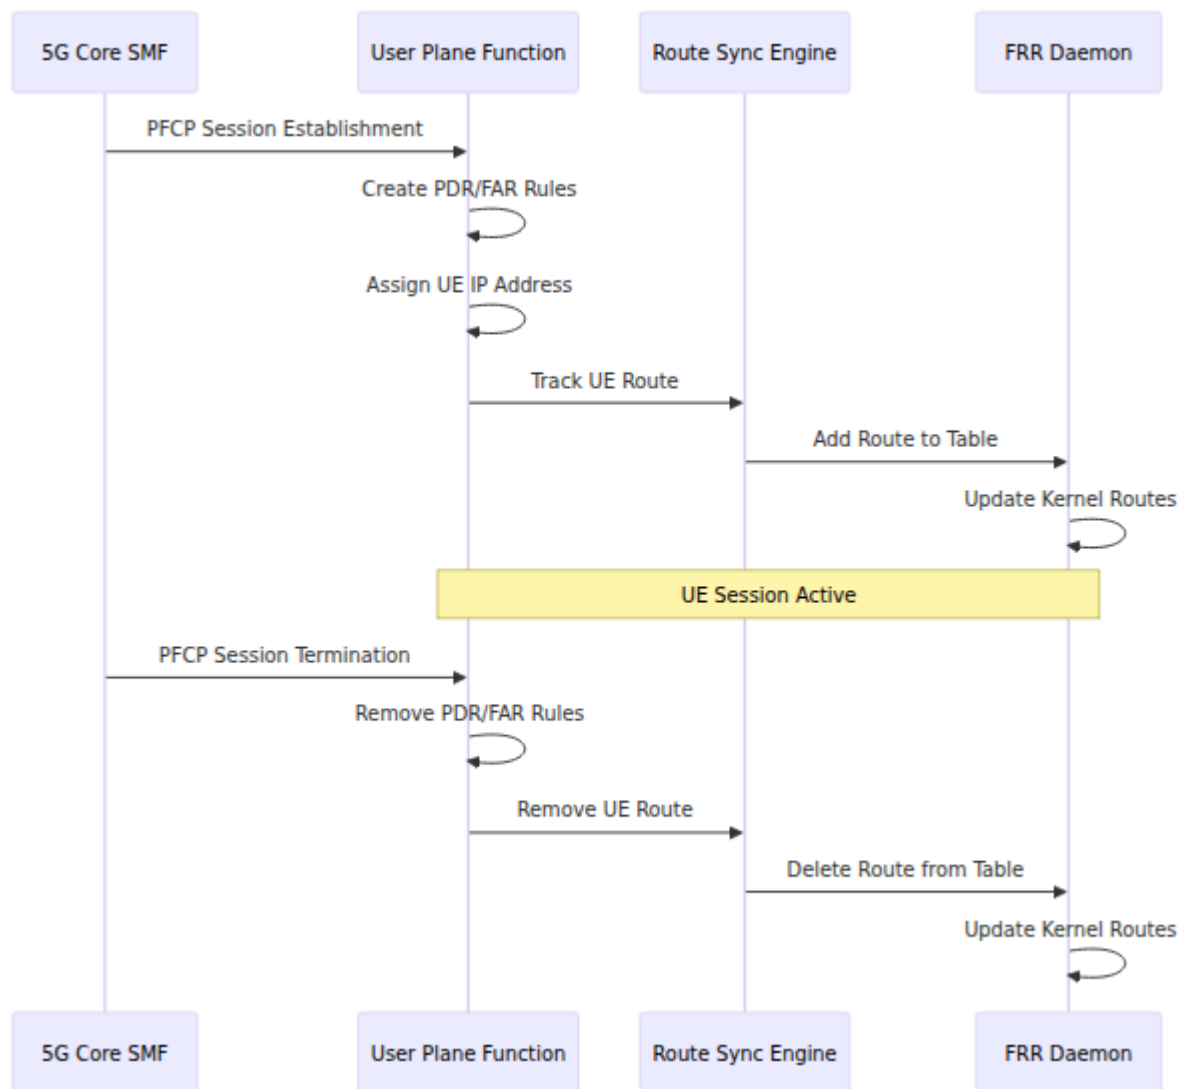 5G Core SMF
User Plane Function
Route Sync Engine
FRR Daemon
PFCP Session Establishment
Create PDR/FAR Rules
Assign UE IP Address
Track UE Route
Add Route to Table
Update Kernel Routes
UE Session Active
PFCP Session Termination
Remove PDR/FAR Rules
Remove UE Route
Delete Route from Table
Update Kernel Routes
5G Core SMF
User Plane Function
Route Sync Engine
FRR Daemon